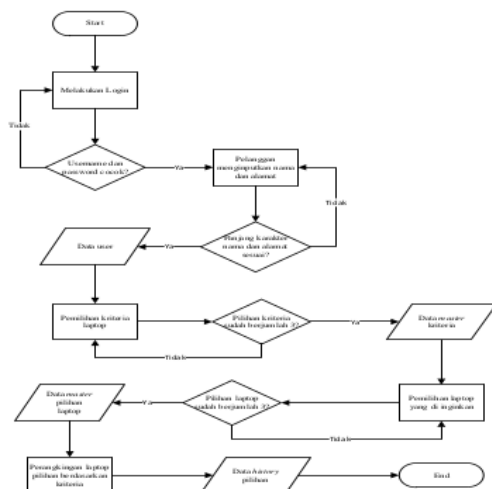 Start
Melakukan Login
Tidak
Username dan
password cocok?
Ya
Pelanggan
menginputkan nama
dan alamat
Tidak
Panjang karakter
nama dan alamat
sesuai?
Ya
Data user
Pemilihan kriteria
laptop
Pilihan kriteria
sudah berjumlah 3?
Ya
Data master
kriteria
Tidak
Pemilihan laptop
yang di inginkan
Pilihan laptop
sudah berjumlah 3?
Ya
Data master
pilihan
laptop
Tidak
Perangkingan laptop
pilihan berdasarkan
kriteria
Data history
pilihan
End